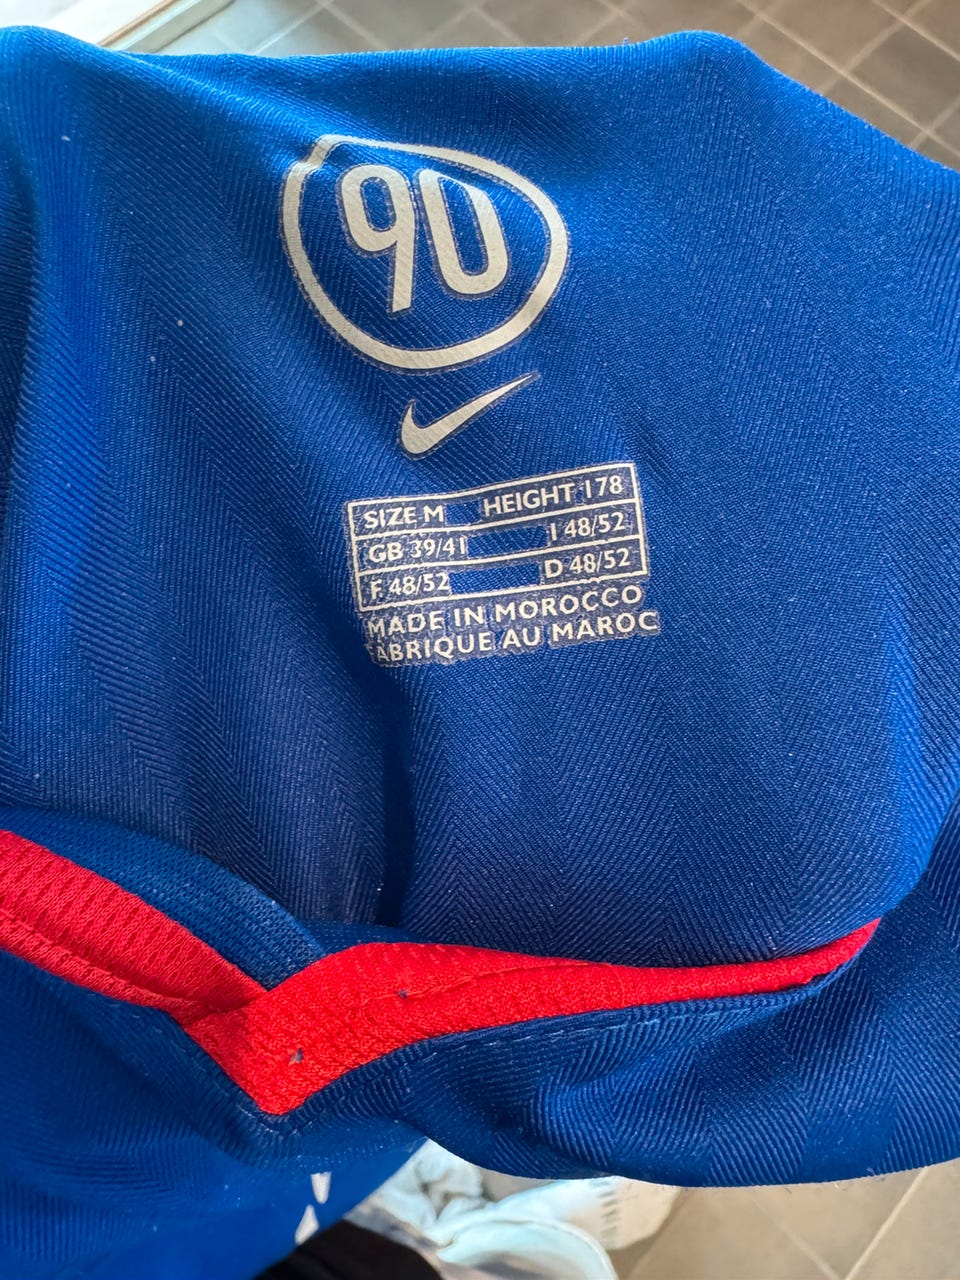 90
SIZE M HEIGHT 178
GB 39/41 I 48/52
F 48/52 D 48/52
MADE IN MOROCCO
FABRIQUE AU MAROC